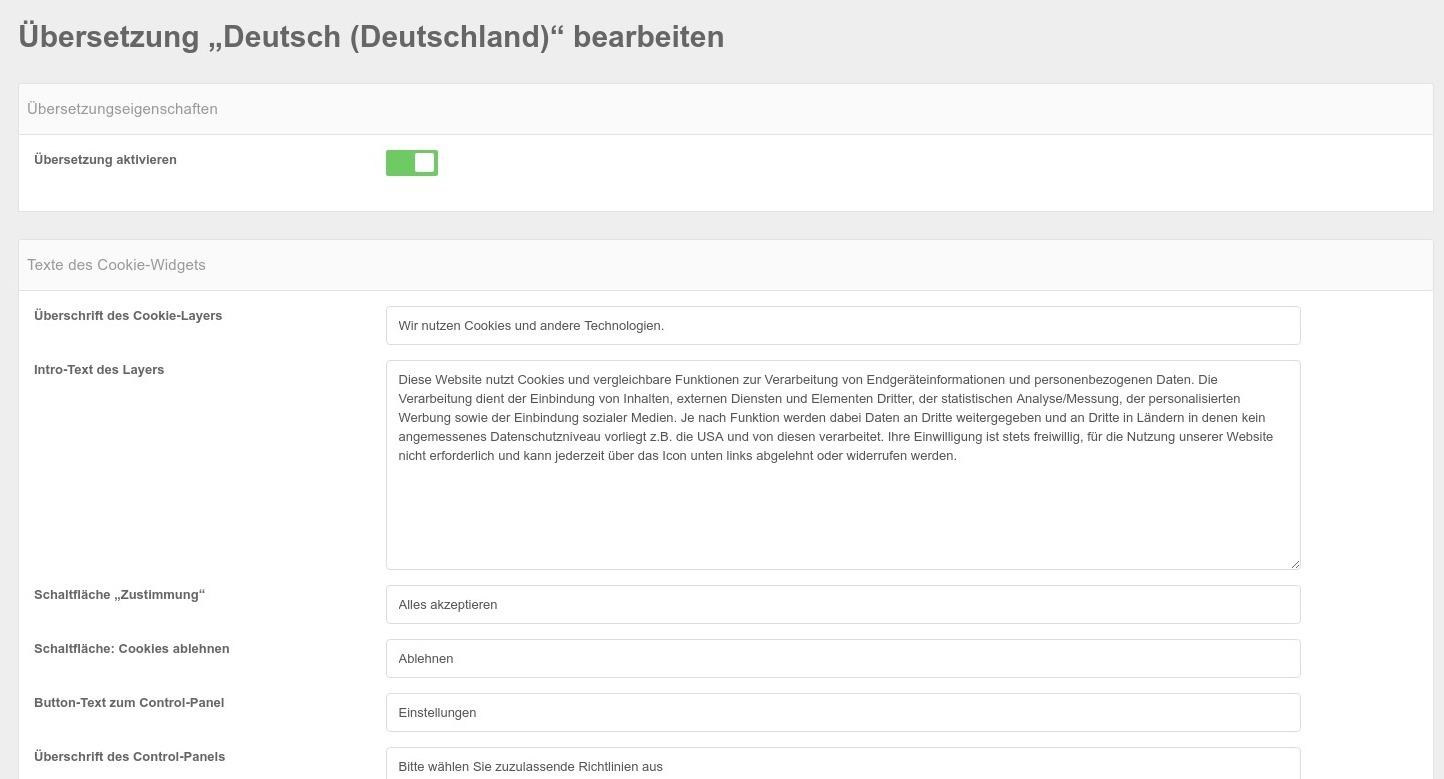 Übersetzung „Deutsch (Deutschland)“ bearbeiten
Übersetzungseigenschaften
Übersetzung aktivieren
Texte des Cookie-Widgets
Überschrift des Cookie-Layers
Wir nutzen Cookies und andere Technologien.
Intro-Text des Layers
Diese Website nutzt Cookies und vergleichbare Funktionen zur Verarbeitung von Endgeräteinformationen und personenbezogenen Daten. Die
Verarbeitung dient der Einbindung von Inhalten, externen Diensten und Elementen Dritter, der statistischen Analyse/Messung, der personalisierten
Werbung sowie der Einbindung sozialer Medien. Je nach Funktion werden dabei Daten an Dritte weitergegeben und an Dritte in Ländern in denen kein
angemessenes Datenschutzniveau vorliegt z.B. die USA und von diesen verarbeitet. Ihre Einwilligung ist stets freiwillig, für die Nutzung unserer Website
nicht erforderlich und kann jederzeit über das Icon unten links abgelehnt oder widerrufen werden.
Schaltfläche „Zustimmung“
Alles akzeptieren
Schaltfläche: Cookies ablehnen
Ablehnen
Button-Text zum Control-Panel
Einstellungen
Überschrift des Control-Panels
Bitte wählen Sie zuzulassende Richtlinien aus